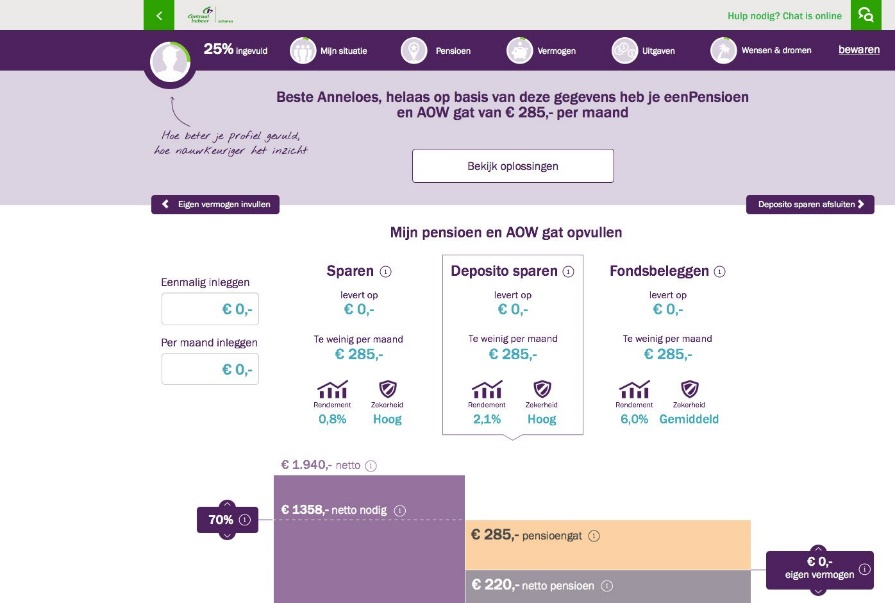 Centraal
beheer
achmea
Hulp nodig? Chat is online
25% ingevuld
Mijn situatie
Pensioen
Vermogen
Uitgaven
Wensen & dromen
bewaren
Beste Anneloes, helaas op basis van deze gegevens heb je eenPensioen
en AOW gat van € 285,- per maand
Hoe beter je profiel gevuld,
hoe nauwkeuriger het inzicht
Bekijk oplossingen
Eigen vermogen invullen
Deposito sparen afsluiten
Mijn pensioen en AOW gat opvullen
Eenmalig inleggen
€ 0,-
Per maand inleggen
€ 0,-
Sparen
levert op
€ 0,-
Te weinig per maand
€ 285,-
Rendement
Zekerheid
0,8%
Hoog
Deposito sparen
levert op
€ 0,-
Te weinig per maand
€ 285,-
Rendement
Zekerheid
2,1%
Hoog
Fondsbeleggen
levert op
€ 0,-
Te weinig per maand
€ 285,-
Rendement
Zekerheid
6,0%
Gemiddeld
€ 1.940,- netto
€ 1358,- netto nodig
70%
€ 285,- pensioengat
€ 220,- netto pensioen
€ 0,-
eigen vermogen